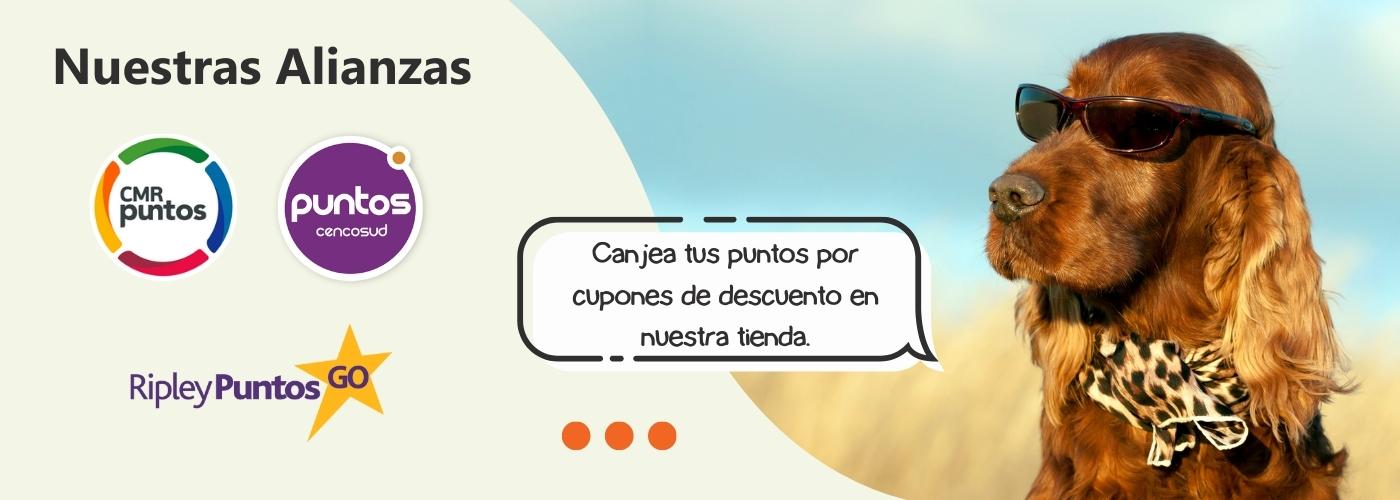 Nuestras Alianzas
CMR
puntos
puntos
cencosud
Ripley Puntos GO
Canjea tus puntos por
cupones de descuento en
nuestra tienda.